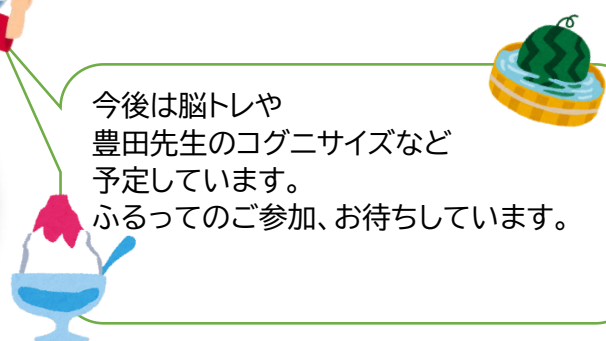 今後は脳トレや
豊田先生のコグニサイズなど
予定しています。
ふるってのご参加、お待ちしています。